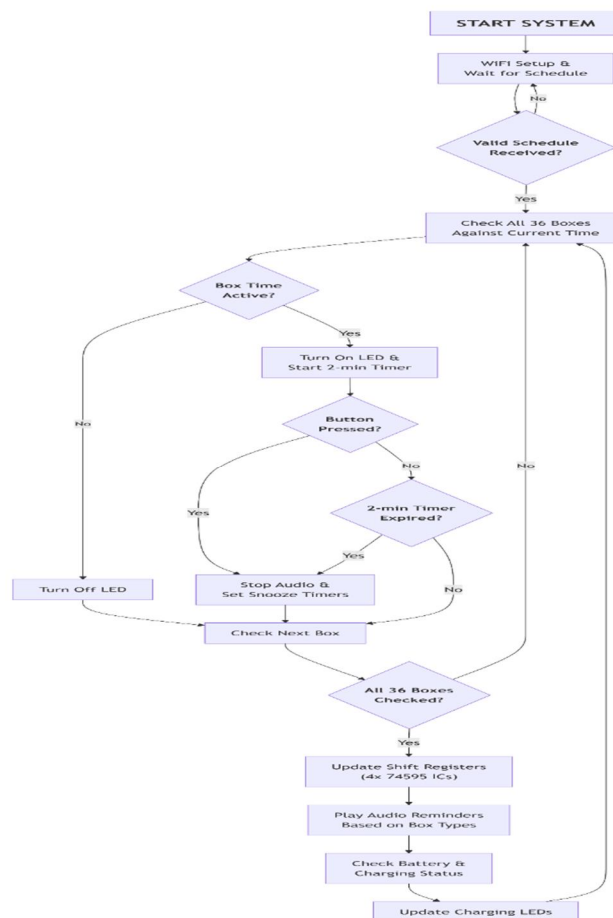 START SYSTEM
WiFi Setup &
Wait for Schedule
No
Valid Schedule
Received?
Yes
Check All 36 Boxes
Against Current Time
Box Time
Active?
Yes
Turn On LED &
Start 2-min Timer
No
Button
Pressed?
No
No
2-min Timer
Expired?
Yes
Yes
No
Turn Off LED
Stop Audio &
Set Snooze Timers
Check Next Box
All 36 Boxes
Checked?
Yes
Update Shift Registers
(4x 74595 ICs)
Play Audio Reminders
Based on Box Types
Check Battery &
Charging Status
Update Charging LEDs